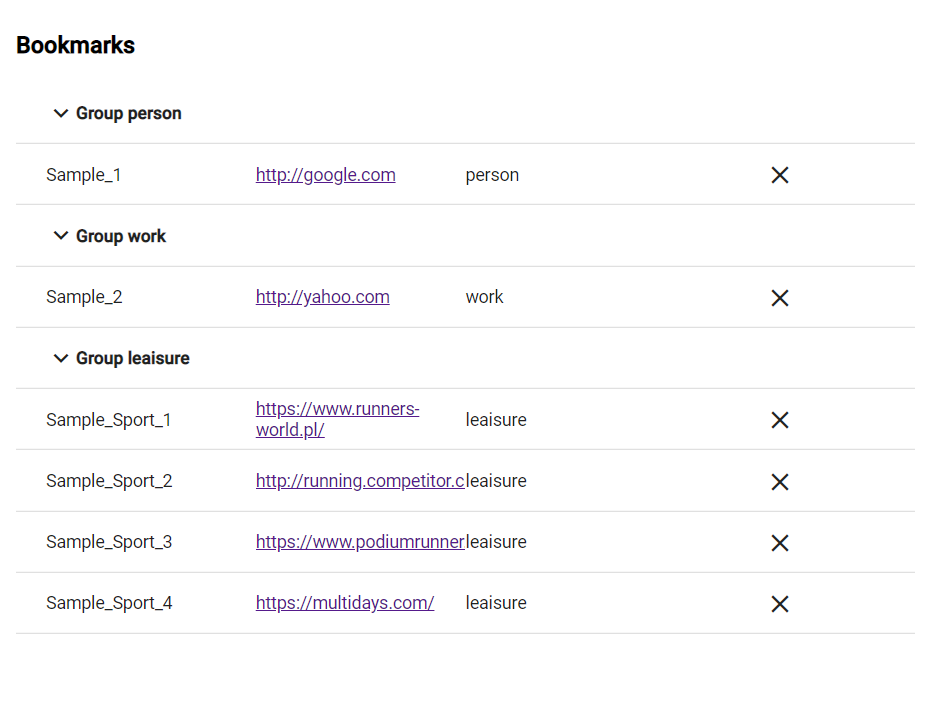 Bookmarks
Group person
Sample_1 http://google.com person
Group work
Sample_2 http://yahoo.com work
Group leaisure
Sample_Sport_1 https://www.runners-
world.pl/ leaisure
Sample_Sport_2 http://running.competitor.c leaisure
Sample_Sport_3 https://www.podiumrunner leaisure
Sample_Sport_4 https://multidays.com/ leaisure